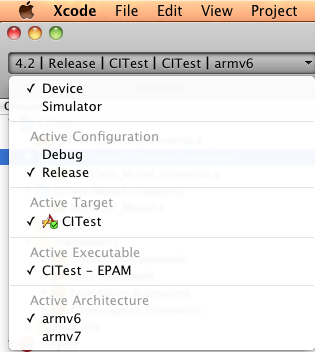 Xcode File Edit View Project
4.2 | Release | CITest | CITest | armv6
✓ Device
Simulator
Active Configuration
Debug
✓ Release
Active Target
✓ CITest
Active Executable
✓ CITest – EPAM
Active Architecture
✓ armv6
armv7